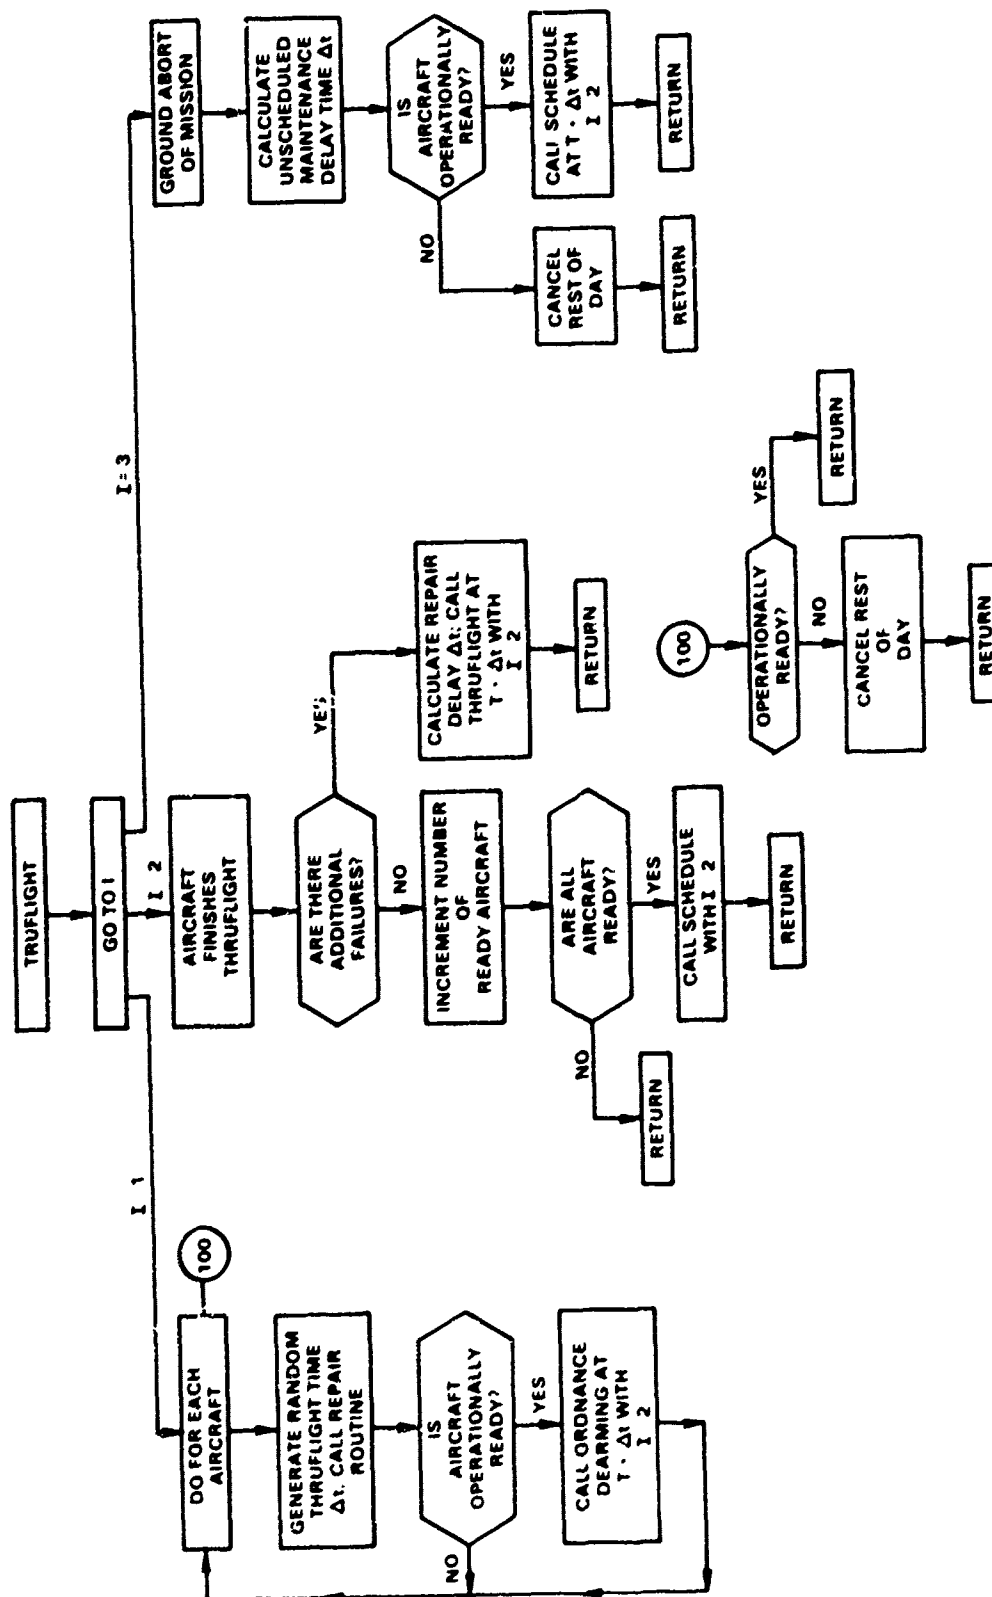 TRUFLIGHT
GO TO I
I 1
I 2
I = 3
DO FOR EACH
AIRCRAFT
100
GENERATE RANDOM
THRUFLIGHT TIME
Δt. CALL REPAIR
ROUTINE
IS
AIRCRAFT
OPERATIONALLY
READY?
NO
YES
CALL ORDNANCE
DEARMING AT
T · Δt WITH
I 2
AIRCRAFT
FINISHES
THRUFLIGHT
ARE THERE
ADDITIONAL
FAILURES?
YES
NO
CALCULATE REPAIR
DELAY Δt; CALL
THRUFLIGHT AT
T · Δt WITH
I 2
RETURN
INCREMENT NUMBER
OF
READY AIRCRAFT
ARE ALL
AIRCRAFT
READY?
NO
YES
RETURN
CALL SCHEDULE
WITH I 2
RETURN
100
OPERATIONALLY
READY?
YES
NO
RETURN
CANCEL REST
OF
DAY
RETURN
GROUND ABORT
OF MISSION
CALCULATE
UNSCHEDULED
MAINTENANCE
DELAY TIME Δt
IS
AIRCRAFT
OPERATIONALLY
READY?
NO
YES
CANCEL
REST OF
DAY
RETURN
CALL SCHEDULE
AT T · Δt WITH
I 2
RETURN